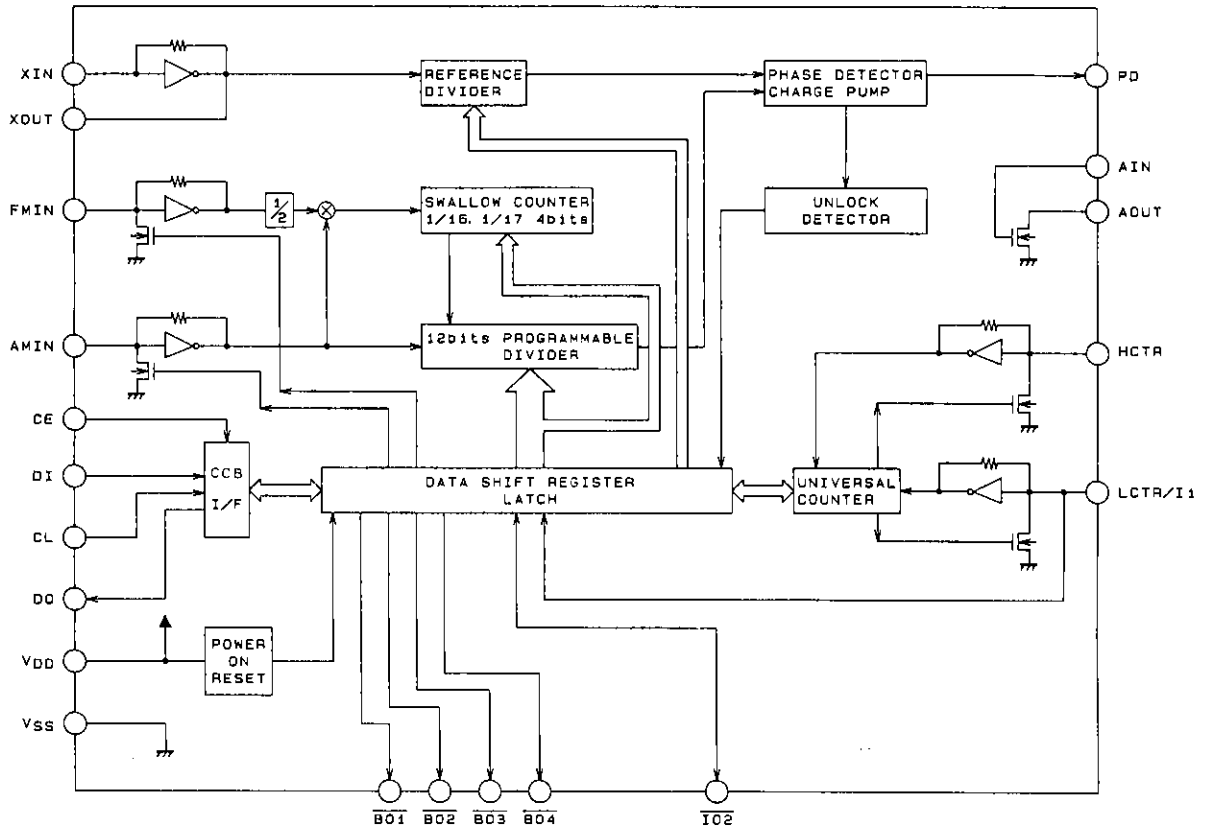 XIN
XOUT
FMIN
AMIN
CE
DI
CL
DO
VDD
VSS
REFERENCE
DIVIDER
PHASE DETECTOR
CHARGE PUMP
PD
AIN
AOUT
1/2
SWALLOW COUNTER
1/16. 1/17 4bits
UNLOCK
DETECTOR
12bits PROGRAMMABLE
DIVIDER
HCTR
CCB
I/F
DATA SHIFT REGISTER
LATCH
UNIVERSAL
COUNTER
LCTR/I1
POWER
ON
RESET
BO1
BO2
BO3
BO4
IO2